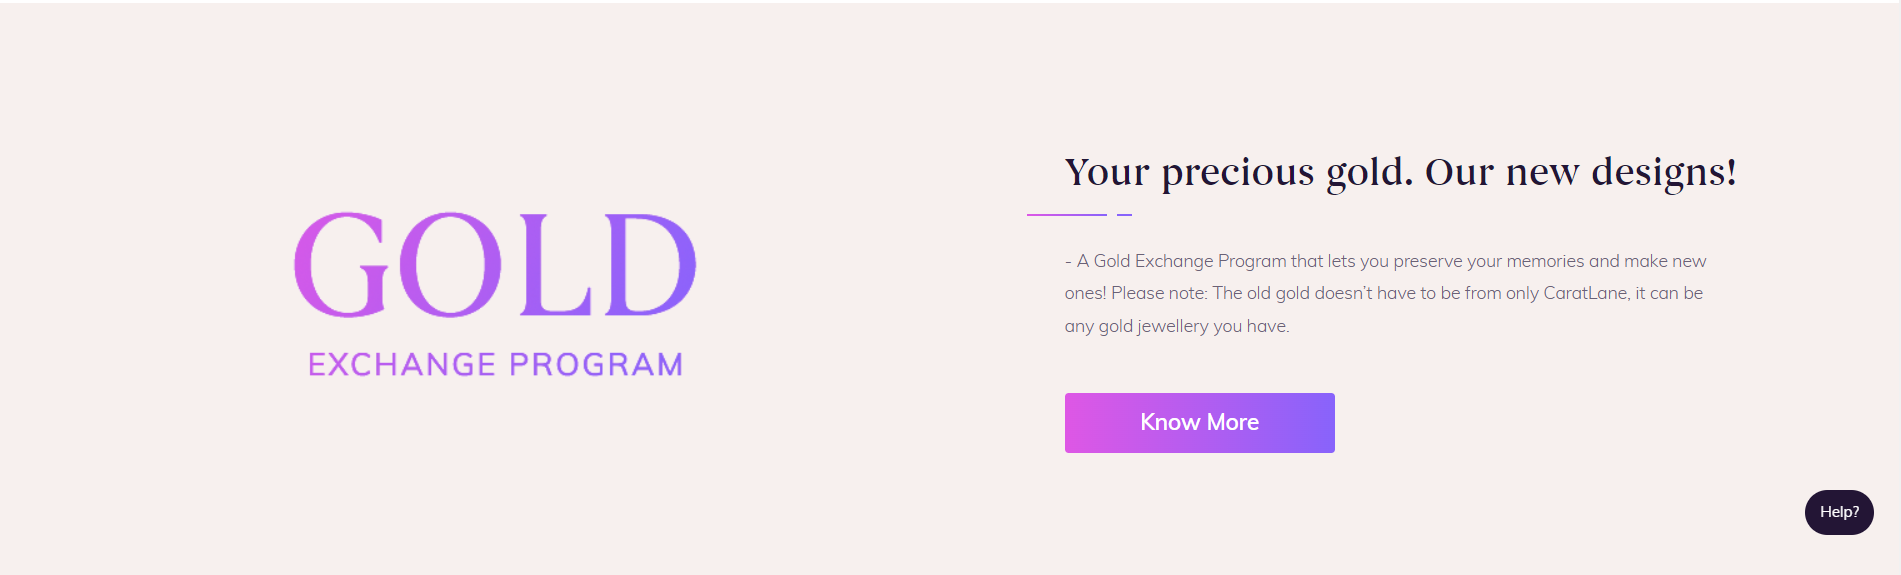 GOLD
EXCHANGE PROGRAM
Your precious gold. Our new designs!
- A Gold Exchange Program that lets you preserve your memories and make new
ones! Please note: The old gold doesn’t have to be from only CaratLane, it can be
any gold jewellery you have.
Know More
Help?